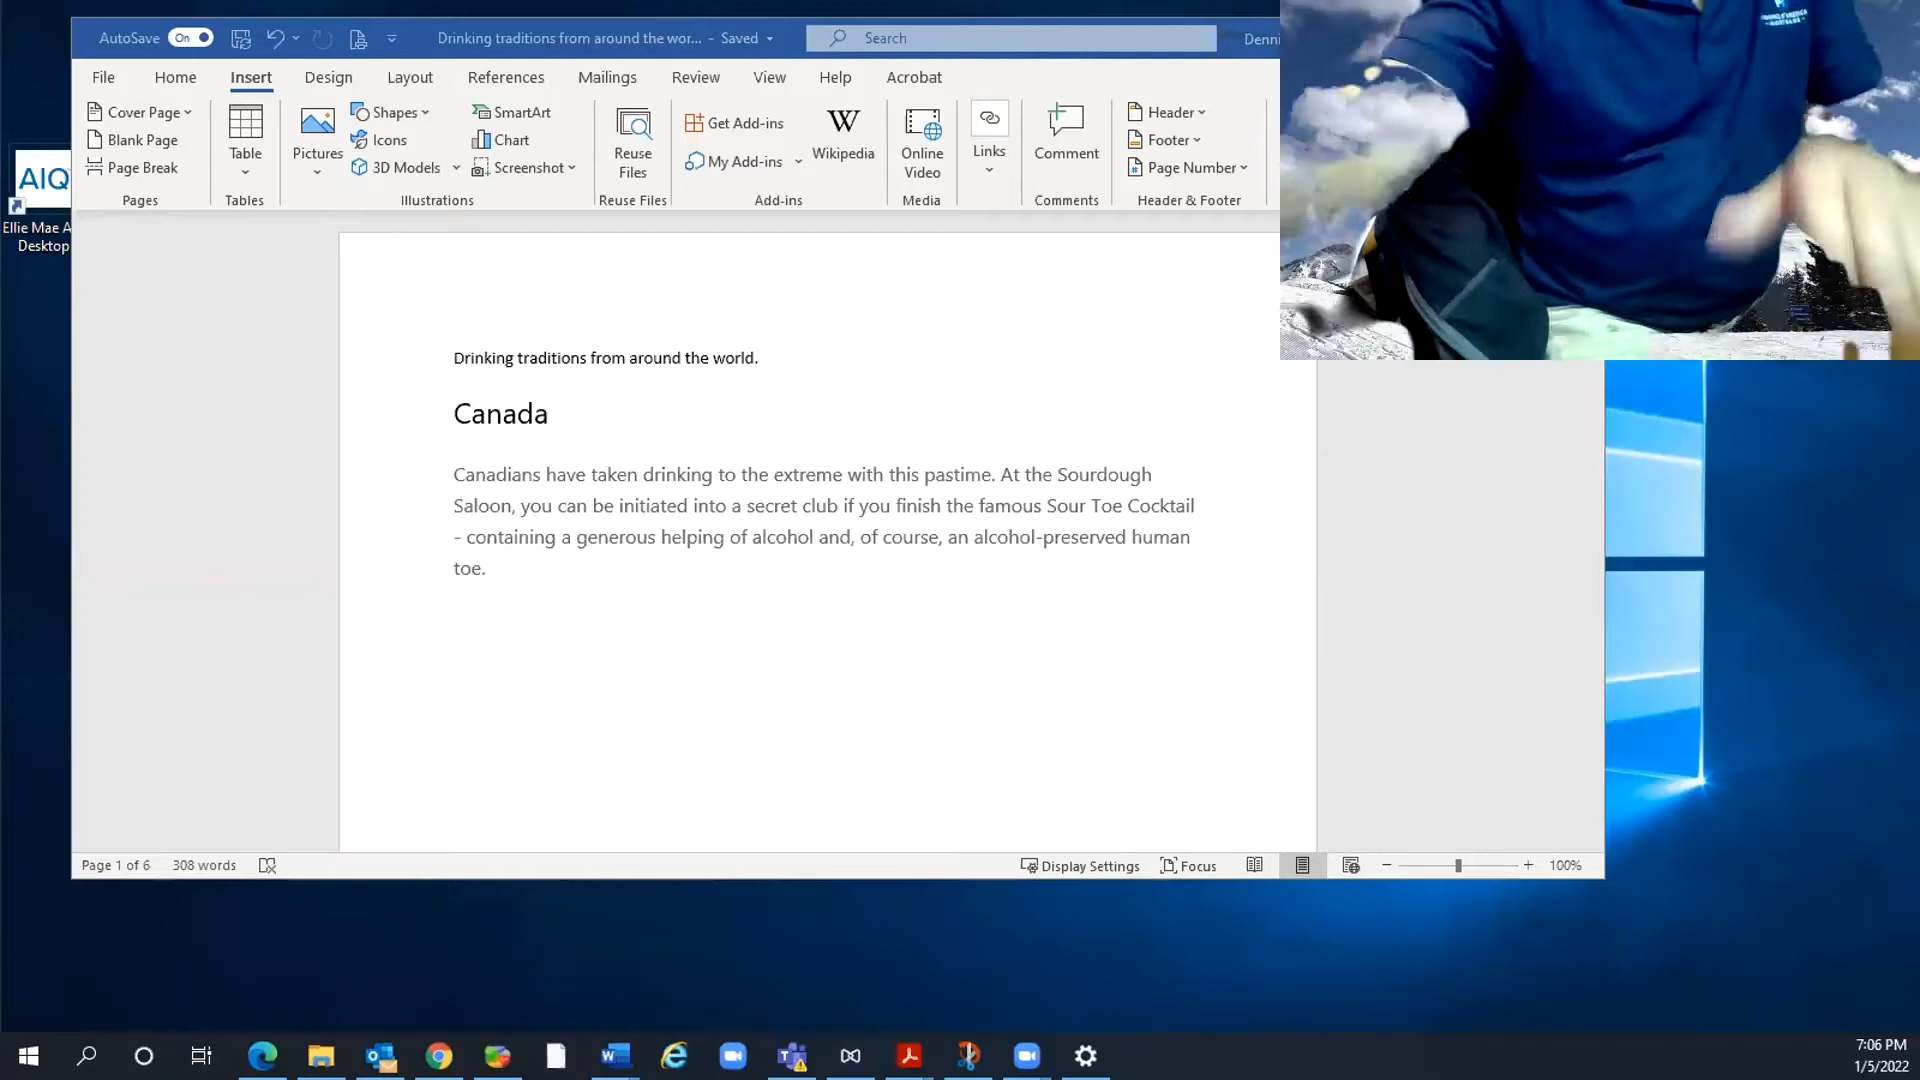 AutoSave On Drinking traditions from around the wor... - Saved Search Denni
File Home Insert Design Layout References Mailings Review View Help Acrobat
Cover Page
Blank Page
Page Break
Pages
Table
Tables
Pictures
Shapes
Icons
3D Models
SmartArt
Chart
Screenshot
Illustrations
Reuse
Files
Reuse Files
Get Add-ins
My Add-ins
Wikipedia
Add-ins
Online
Video
Media
Links
Comment
Comments
Header
Footer
Page Number
Header & Footer
AIQ
Ellie Mae A
Desktop
Drinking traditions from around the world.
Canada
Canadians have taken drinking to the extreme with this pastime. At the Sourdough
Saloon, you can be initiated into a secret club if you finish the famous Sour Toe Cocktail
- containing a generous helping of alcohol and, of course, an alcohol-preserved human
toe.
Page 1 of 6 308 words Display Settings Focus 100%
7:06 PM
1/5/2022